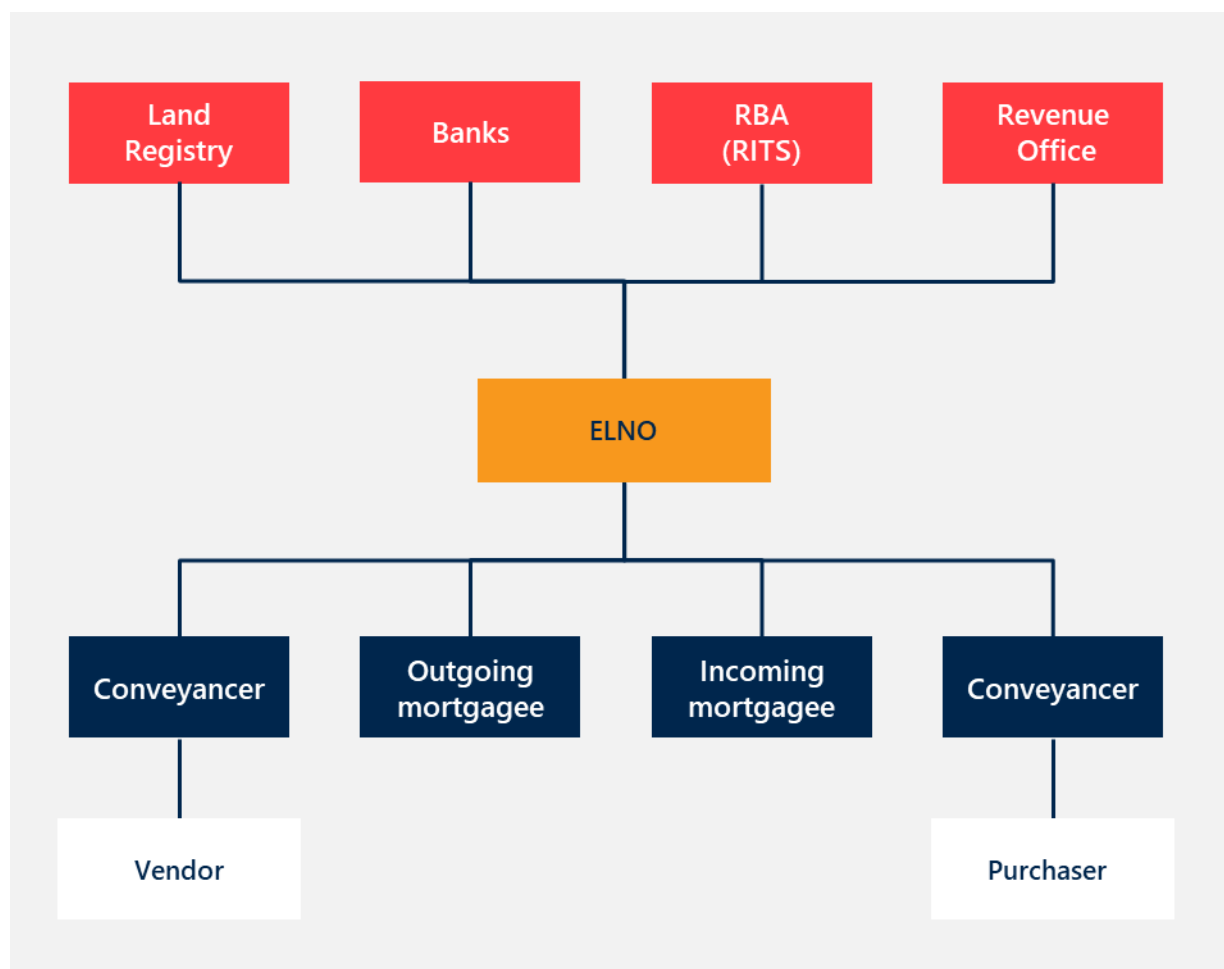 Land
Registry
Banks
RBA
(RITS)
Revenue
Office
ELNO
Conveyancer
Outgoing
mortgagee
Incoming
mortgagee
Conveyancer
Vendor
Purchaser